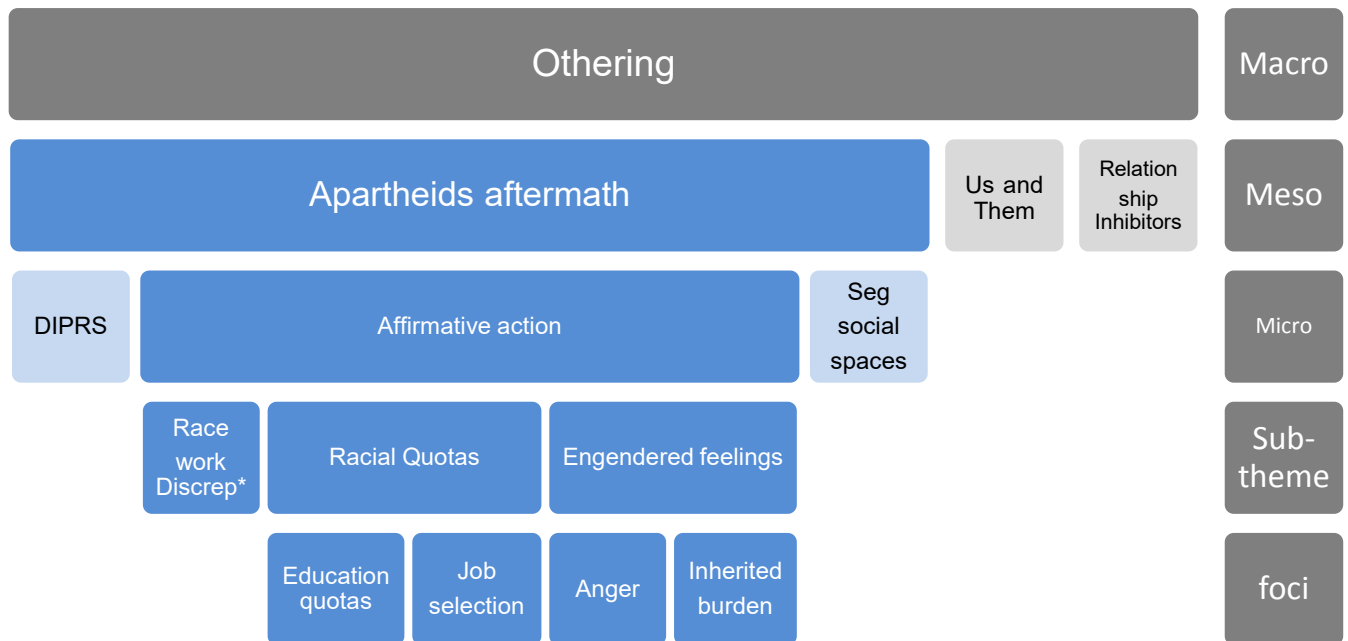 Othering
Macro
Apartheids aftermath
Us and
Them
Relation
ship
Inhibitors
Meso
DIPRS
Affirmative action
Seg
social
spaces
Micro
Race
work
Discrep*
Racial Quotas
Engendered feelings
Sub-
theme
Education
quotas
Job
selection
Anger
Inherited
burden
foci